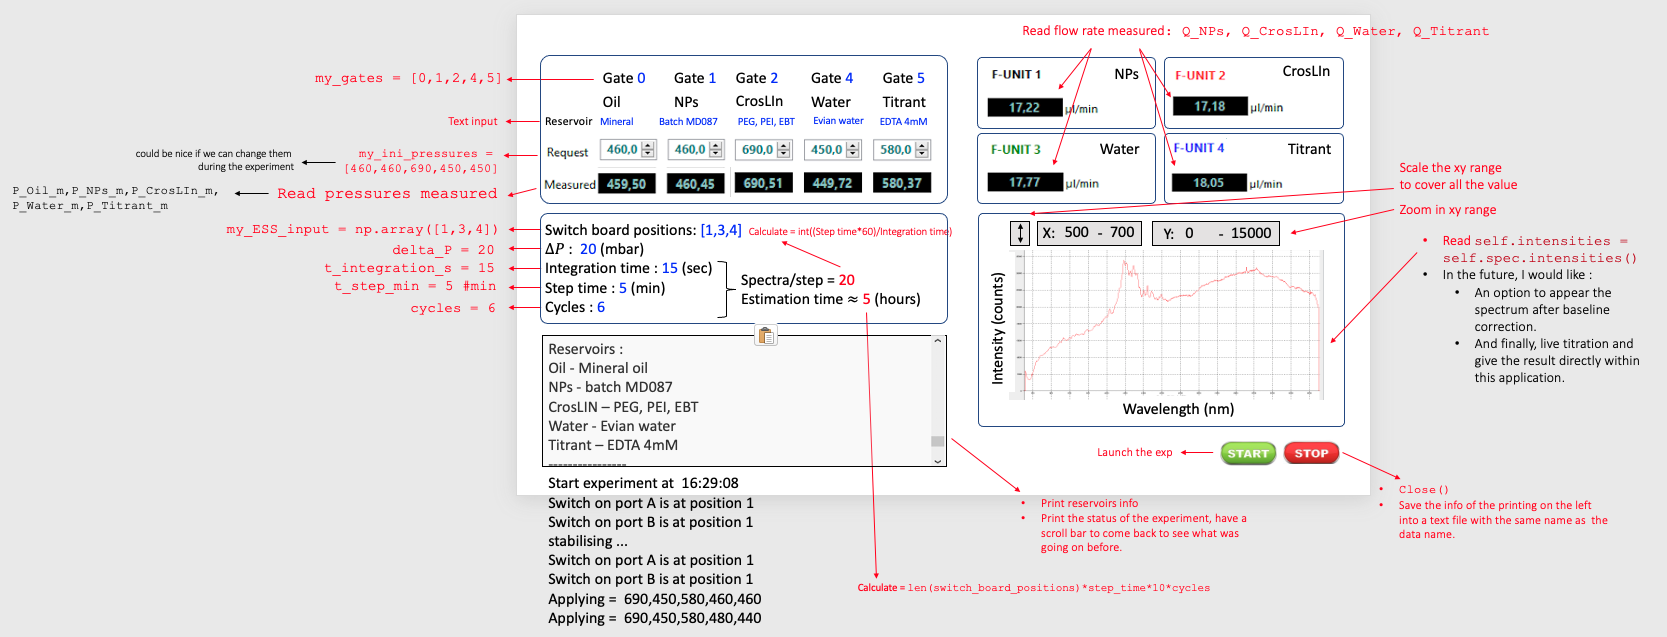 Read flow rate measured: Q_NPs, Q_CrosLIn, Q_Water, Q_Titrant
my_gates = [0,1,2,4,5]
Gate 0 Gate 1 Gate 2 Gate 4 Gate 5
Oil NPs CrosLIn Water Titrant
Text input
Reservoir Mineral Batch MD087 PEG, PEI, EBT Evian water EDTA 4mM
could be nice if we can change them
during the experiment
my_ini_pressures =
[460,460,690,450,450]
Request 460,0 460,0 690,0 450,0 580,0
P_Oil_m,P_NPs_m,P_CrosLIn_m,
P_Water_m,P_Titrant_m
Read pressures measured
Measured 459,50 460,45 690,51 449,72 580,37
F-UNIT 1 NPs
17,22 µl/min
F-UNIT 2 CrosLIn
17,18 µl/min
F-UNIT 3 Water
17,77 µl/min
F-UNIT 4 Titrant
18,05 µl/min
my_ESS_input = np.array([1,3,4])
delta_P = 20
t_integration_s = 15
t_step_min = 5 #min
cycles = 6
Switch board positions: [1,3,4] Calculate = int((Step time*60)/Integration time)
ΔP : 20 (mbar)
Integration time : 15 (sec)
Step time : 5 (min)
Cycles : 6
Spectra/step = 20
Estimation time ≈ 5 (hours)
Scale the xy range
to cover all the value
Zoom in xy range
X: 500 - 700 Y: 0 - 15000
Intensity (counts)
Wavelength (nm)
• Read self.intensities =
self.spec.intensities()
• In the future, I would like :
• An option to appear the
spectrum after baseline
correction.
• And finally, live titration and
give the result directly within
this application.
Reservoirs :
Oil - Mineral oil
NPs - batch MD087
CrosLIN – PEG, PEI, EBT
Water - Evian water
Titrant – EDTA 4mM
----------------
Start experiment at 16:29:08
Switch on port A is at position 1
Switch on port B is at position 1
stabilising ...
Switch on port A is at position 1
Switch on port B is at position 1
Applying = 690,450,580,460,460
Applying = 690,450,580,480,440
Launch the exp
START STOP
• Print reservoirs info
• Print the status of the experiment, have a
scroll bar to come back to see what was
going on before.
• Close()
• Save the info of the printing on the left
into a text file with the same name as the
data name.
Calculate = len(switch_board_positions)*step_time*10*cycles